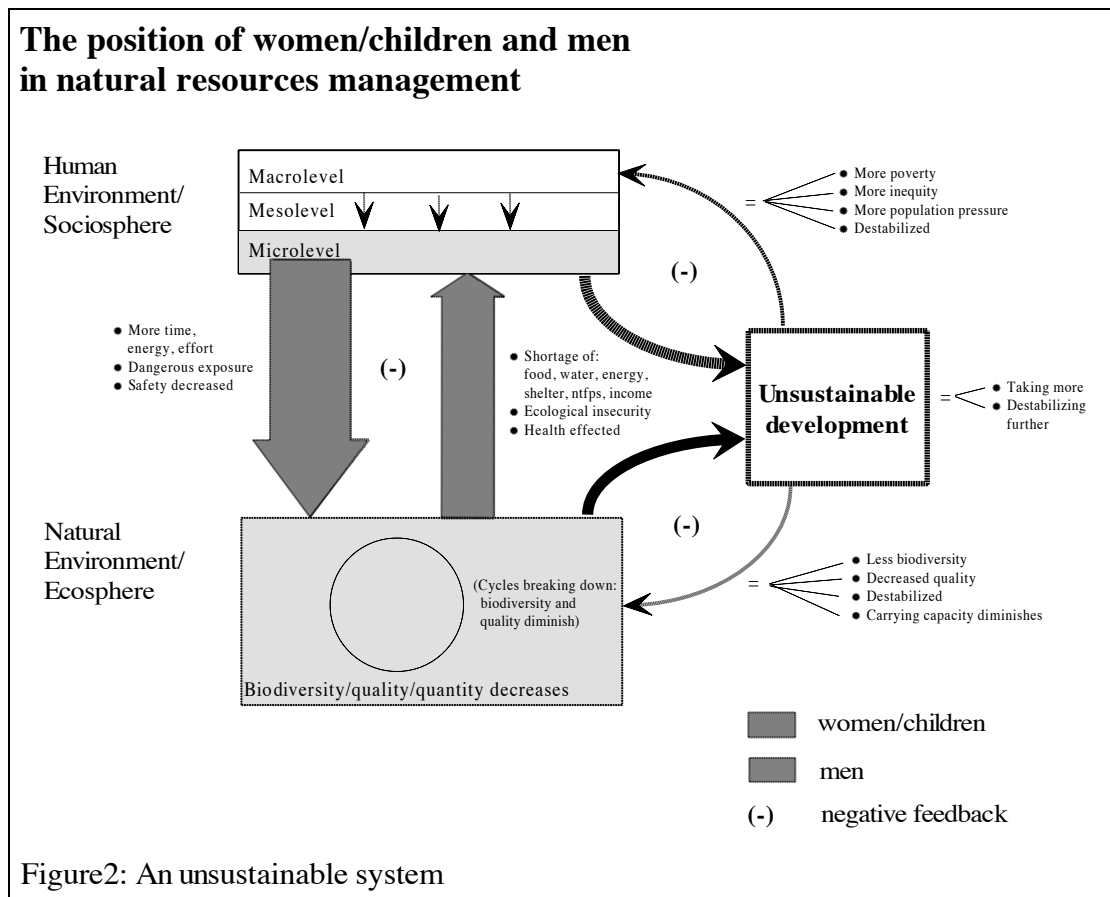 The position of women/children and men
in natural resources management
Human
Environment/
Sociosphere
Macrolevel
Mesolevel
Microlevel
● More poverty
● More inequity
● More population pressure
● Destabilized
=
(-)
● More time,
energy, effort
● Dangerous exposure
● Safety decreased
(-)
● Shortage of:
food, water, energy,
shelter, ntfps, income
● Ecological insecurity
● Health effected
Unsustainable
development
=
● Taking more
● Destabilizing
further
Natural
Environment/
Ecosphere
(-)
(Cycles breaking down:
biodiversity and
quality diminish)
Biodiversity/quality/quantity decreases
=
● Less biodiversity
● Decreased quality
● Destabilized
● Carrying capacity diminishes
women/children
men
(-) negative feedback
Figure2: An unsustainable system